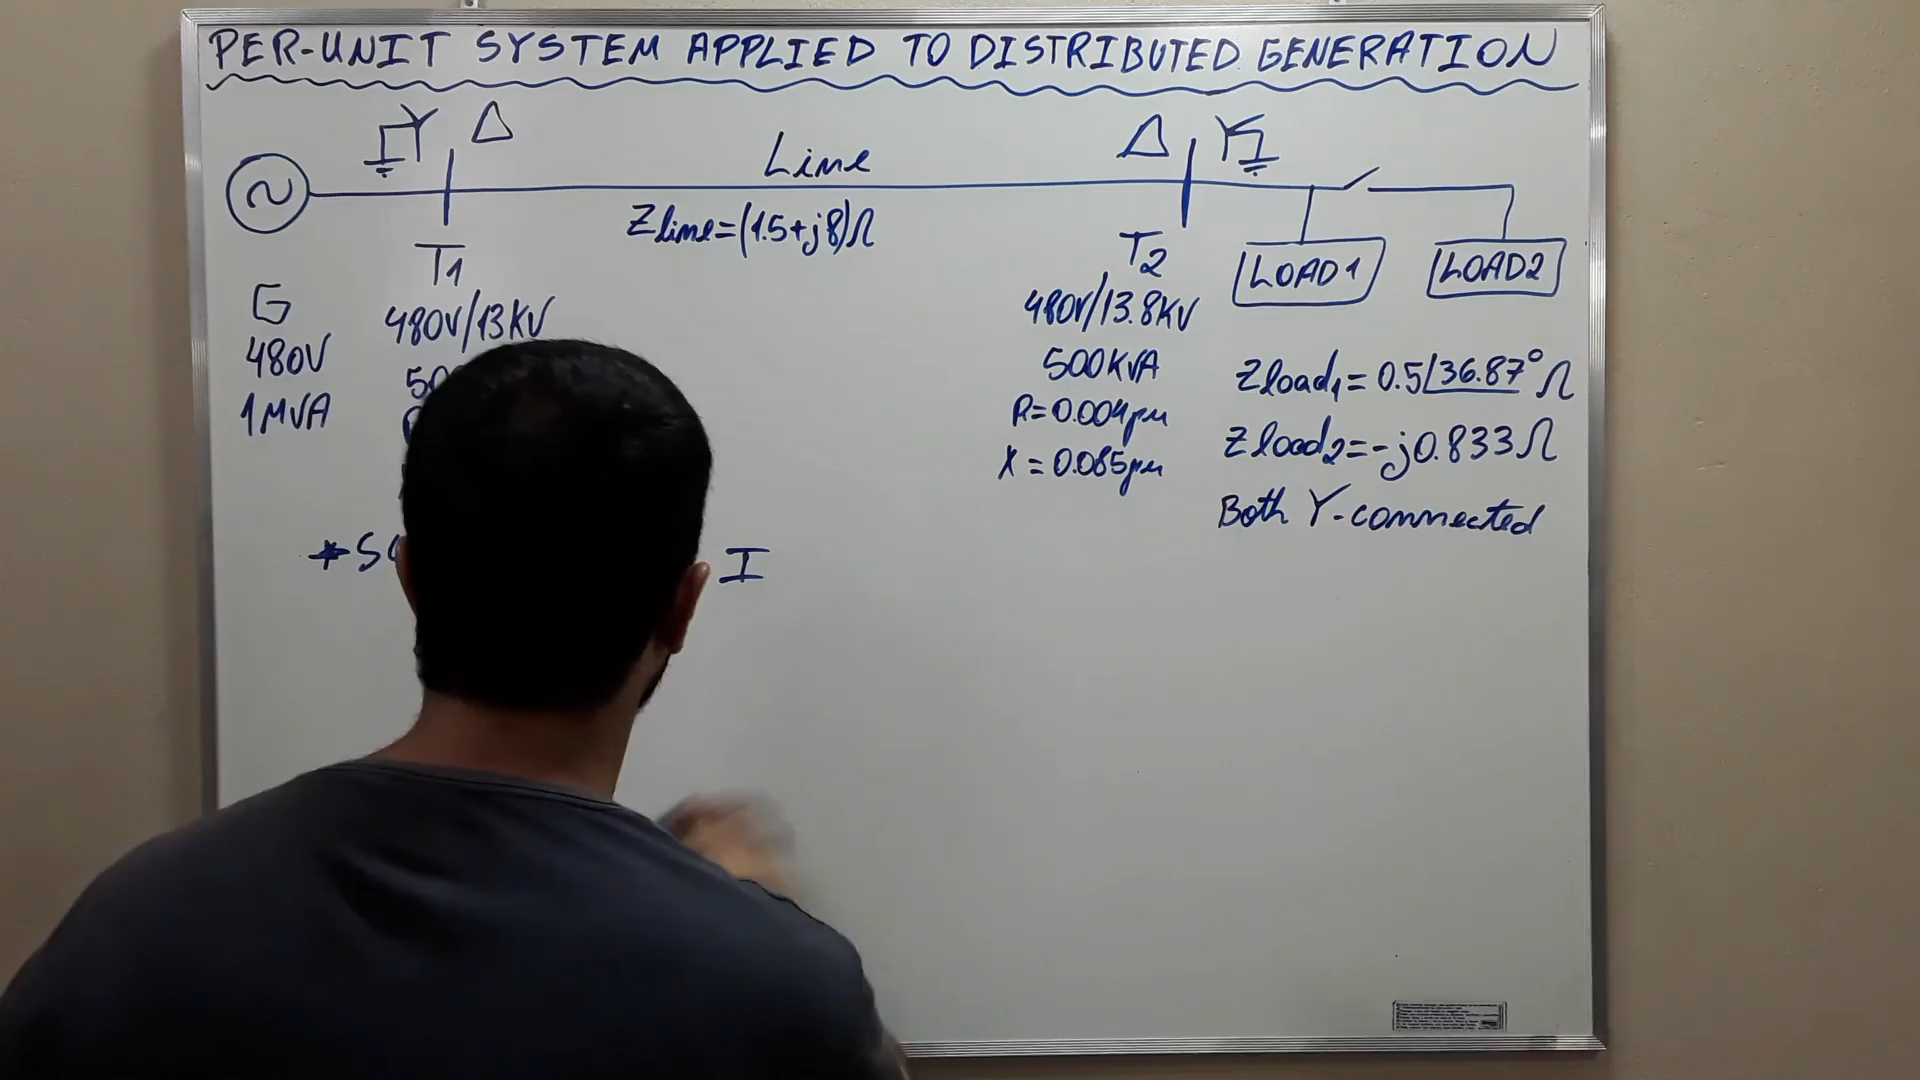 PER-UNIT SYSTEM APPLIED TO DISTRIBUTED GENERATION
Y Δ
Line
Δ Y
Zline=(1.5+j8)Ω
T1
T2
LOAD1
LOAD2
G
480V
1MVA
480V/13KV
50
480V/13.8KV
500KVA
R=0.004pu
X=0.085pu
Zload1=0.5∠36.87°Ω
Zload2=-j0.833Ω
Both Y-connected
*S
I